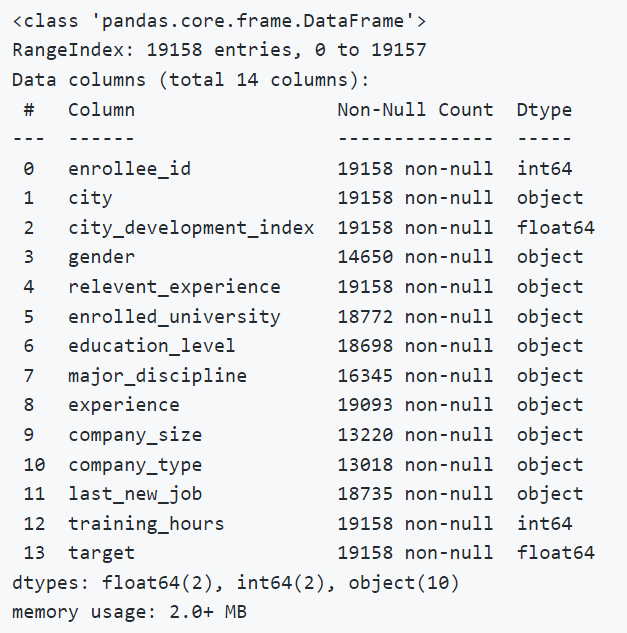 <class 'pandas.core.frame.DataFrame'>
RangeIndex: 19158 entries, 0 to 19157
Data columns (total 14 columns):
 #   Column                  Non-Null Count  Dtype
---  ------                  --------------  -----
 0   enrollee_id             19158 non-null  int64
 1   city                    19158 non-null  object
 2   city_development_index  19158 non-null  float64
 3   gender                  14650 non-null  object
 4   relevent_experience     19158 non-null  object
 5   enrolled_university     18772 non-null  object
 6   education_level         18698 non-null  object
 7   major_discipline        16345 non-null  object
 8   experience              19093 non-null  object
 9   company_size            13220 non-null  object
 10  company_type            13018 non-null  object
 11  last_new_job            18735 non-null  object
 12  training_hours          19158 non-null  int64
 13  target                  19158 non-null  float64
dtypes: float64(2), int64(2), object(10)
memory usage: 2.0+ MB